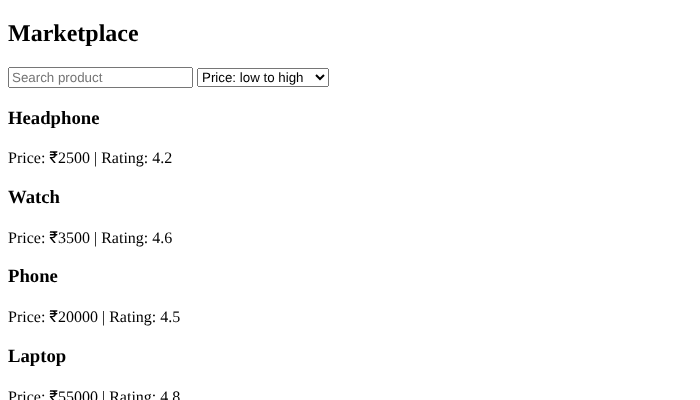 Marketplace
Search product Price: low to high
Headphone
Price: ₹2500 | Rating: 4.2
Watch
Price: ₹3500 | Rating: 4.6
Phone
Price: ₹20000 | Rating: 4.5
Laptop
Price: ₹55000 | Rating: 4.8